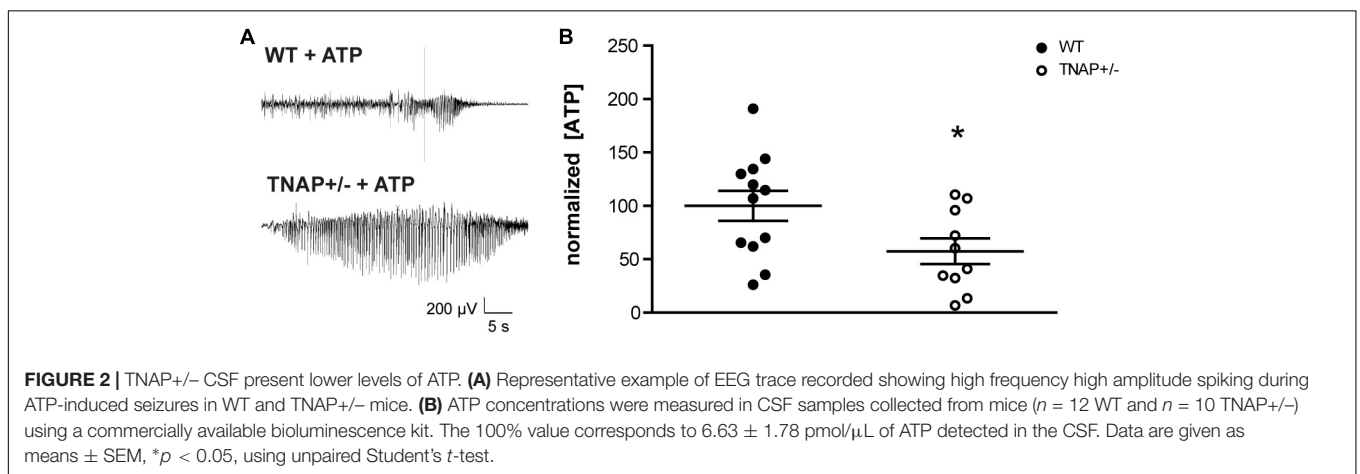 A
WT + ATP
TNAP+/- + ATP
200 µV
5 s
B
250
200
150
100
50
0
normalized [ATP]
WT
TNAP+/-
*
FIGURE 2 | TNAP+/– CSF present lower levels of ATP. (A) Representative example of EEG trace recorded showing high frequency high amplitude spiking during
ATP-induced seizures in WT and TNAP+/– mice. (B) ATP concentrations were measured in CSF samples collected from mice (n = 12 WT and n = 10 TNAP+/–)
using a commercially available bioluminescence kit. The 100% value corresponds to 6.63 ± 1.78 pmol/µL of ATP detected in the CSF. Data are given as
means ± SEM, *p < 0.05, using unpaired Student's t-test.